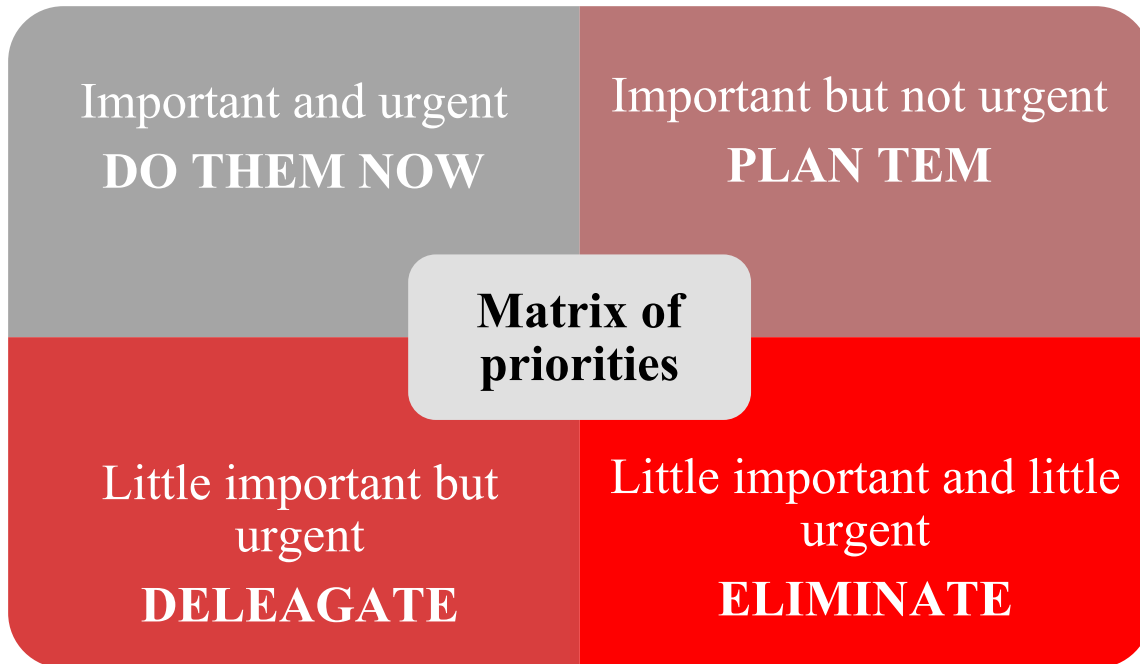 Important and urgent
DO THEM NOW
Important but not urgent
PLAN TEM
Matrix of
priorities
Little important but
urgent
DELEAGATE
Little important and little
urgent
ELIMINATE